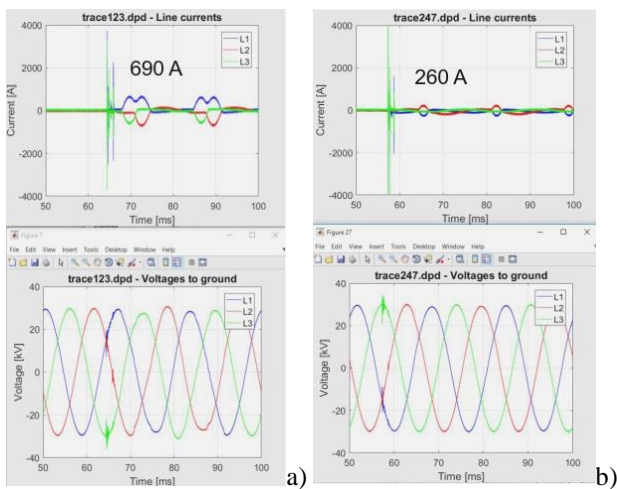 trace123.dpd - Line currents
4000
2000
0
-2000
-4000
Current [A]
690 A
L1
L2
L3
50 60 70 80 90 100
Time [ms]
Figure 7
File Edit View Insert Tools Desktop Window Help
trace123.dpd - Voltages to ground
40
20
0
-20
-40
Voltage [kV]
L1
L2
L3
50 60 70 80 90 100
Time [ms]
a)
trace247.dpd - Line currents
4000
2000
0
-2000
-4000
Current [A]
260 A
L1
L2
L3
50 60 70 80 90 100
Time [ms]
Figure 27
File Edit View Insert Tools Desktop Window Help
trace247.dpd - Voltages to ground
40
20
0
-20
-40
Voltage [kV]
L1
L2
L3
50 60 70 80 90 100
Time [ms]
b)